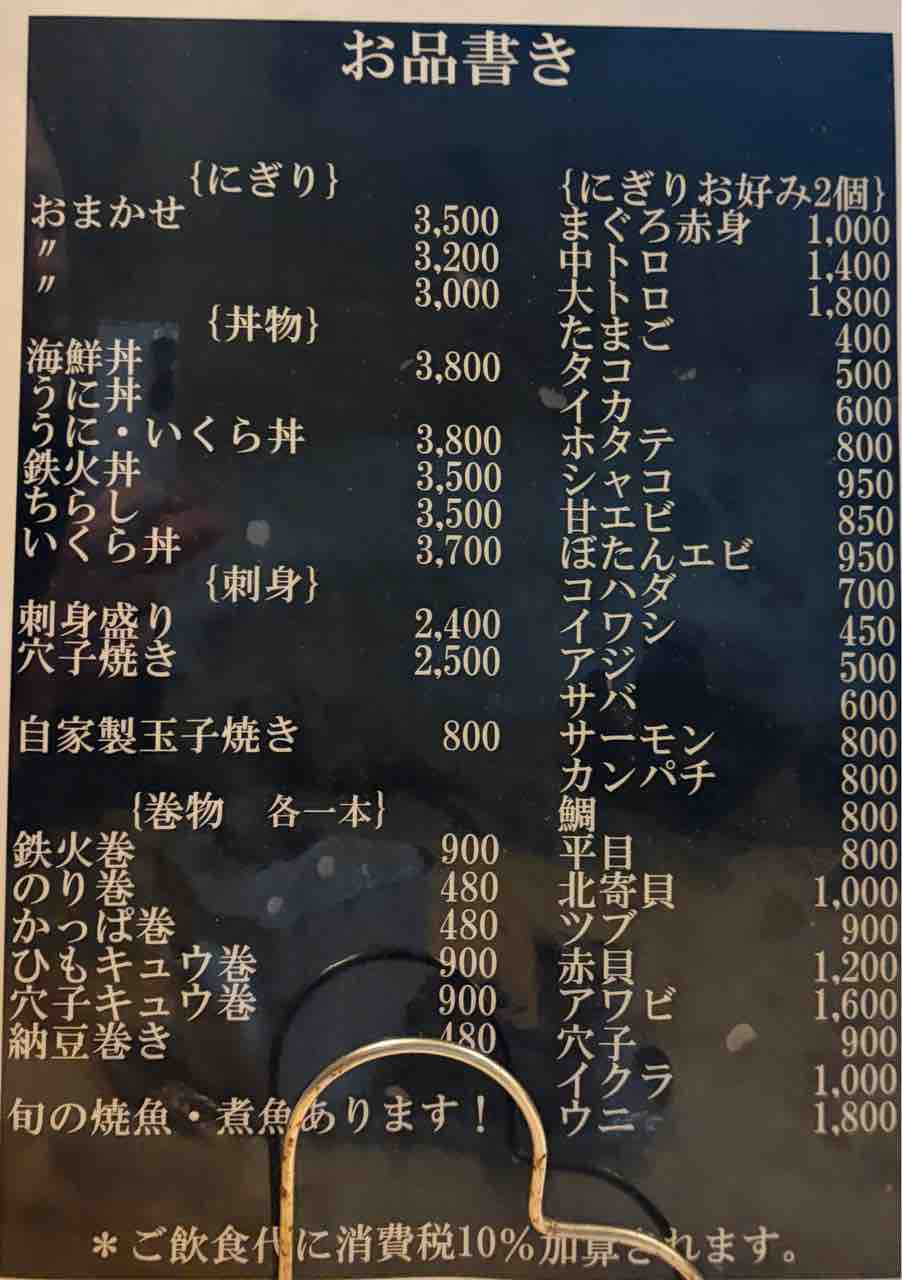 お品書き
{にぎり}
おまかせ 3,500
〃 3,200
〃 3,000
{丼物}
海鮮丼 3,800
うに丼
うに・いくら丼 3,800
鉄火丼 3,500
ちらし 3,500
いくら丼 3,700
{刺身}
刺身盛り 2,400
穴子焼き 2,500
自家製玉子焼き 800
{巻物 各一本}
鉄火巻 900
のり巻 480
かっぱ巻 480
ひもキュウ巻 900
穴子キュウ巻 900
納豆巻き 480
旬の焼魚・煮魚あります！
{にぎりお好み2個}
まぐろ赤身 1,000
中トロ 1,400
大トロ 1,800
たまご 400
タコ 500
イカ 600
ホタテ 800
シャコ 950
甘エビ 850
ぼたんエビ 950
コハダ 700
イワシ 450
アジ 500
サバ 600
サーモン 800
カンパチ 800
鯛 800
平目 800
北寄貝 1,000
ツブ 900
赤貝 1,200
アワビ 1,600
穴子 900
イクラ 1,000
ウニ 1,800
＊ご飲食代に消費税10％加算されます。